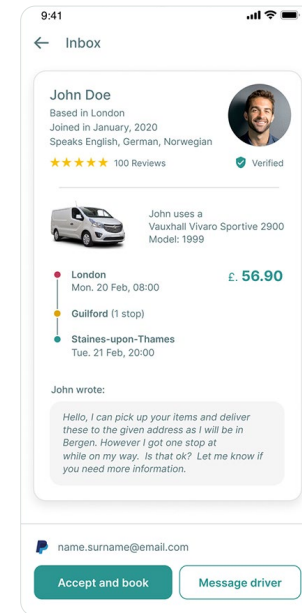 9:41
Inbox
John Doe
Based in London
Joined in January, 2020
Speaks English, German, Norwegian
100 Reviews
Verified
John uses a
Vauxhall Vivaro Sportive 2900
Model: 1999
London
£. 56.90
Mon. 20 Feb, 08:00
Guilford (1 stop)
Staines-upon-Thames
Tue. 21 Feb, 20:00
John wrote:
Hello, I can pick up your items and deliver
these to the given address as I will be in
Bergen. However I got one stop at
while on my way. Is that ok? Let me know if
you need more information.
name.surname@email.com
Accept and book
Message driver